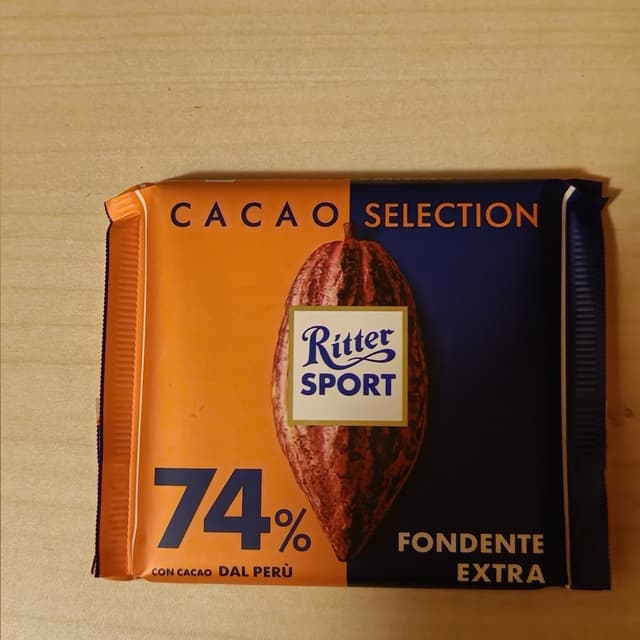 CACAO SELECTION
Ritter
SPORT
74%
CON CACAO DAL PERÙ
FONDENTE
EXTRA